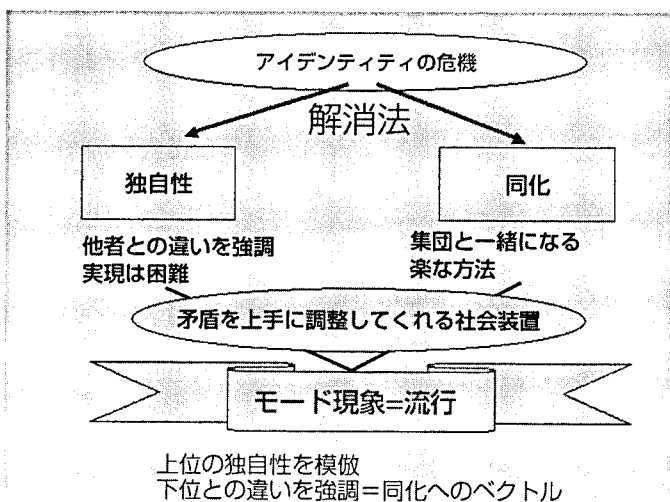 アイデンティティの危機
解消法
独自性
同化
他者との違いを強調
実現は困難
集団と一緒になる
楽な方法
矛盾を上手に調整してくれる社会装置
モード現象=流行
上位の独自性を模倣
下位との違いを強調=同化へのベクトル